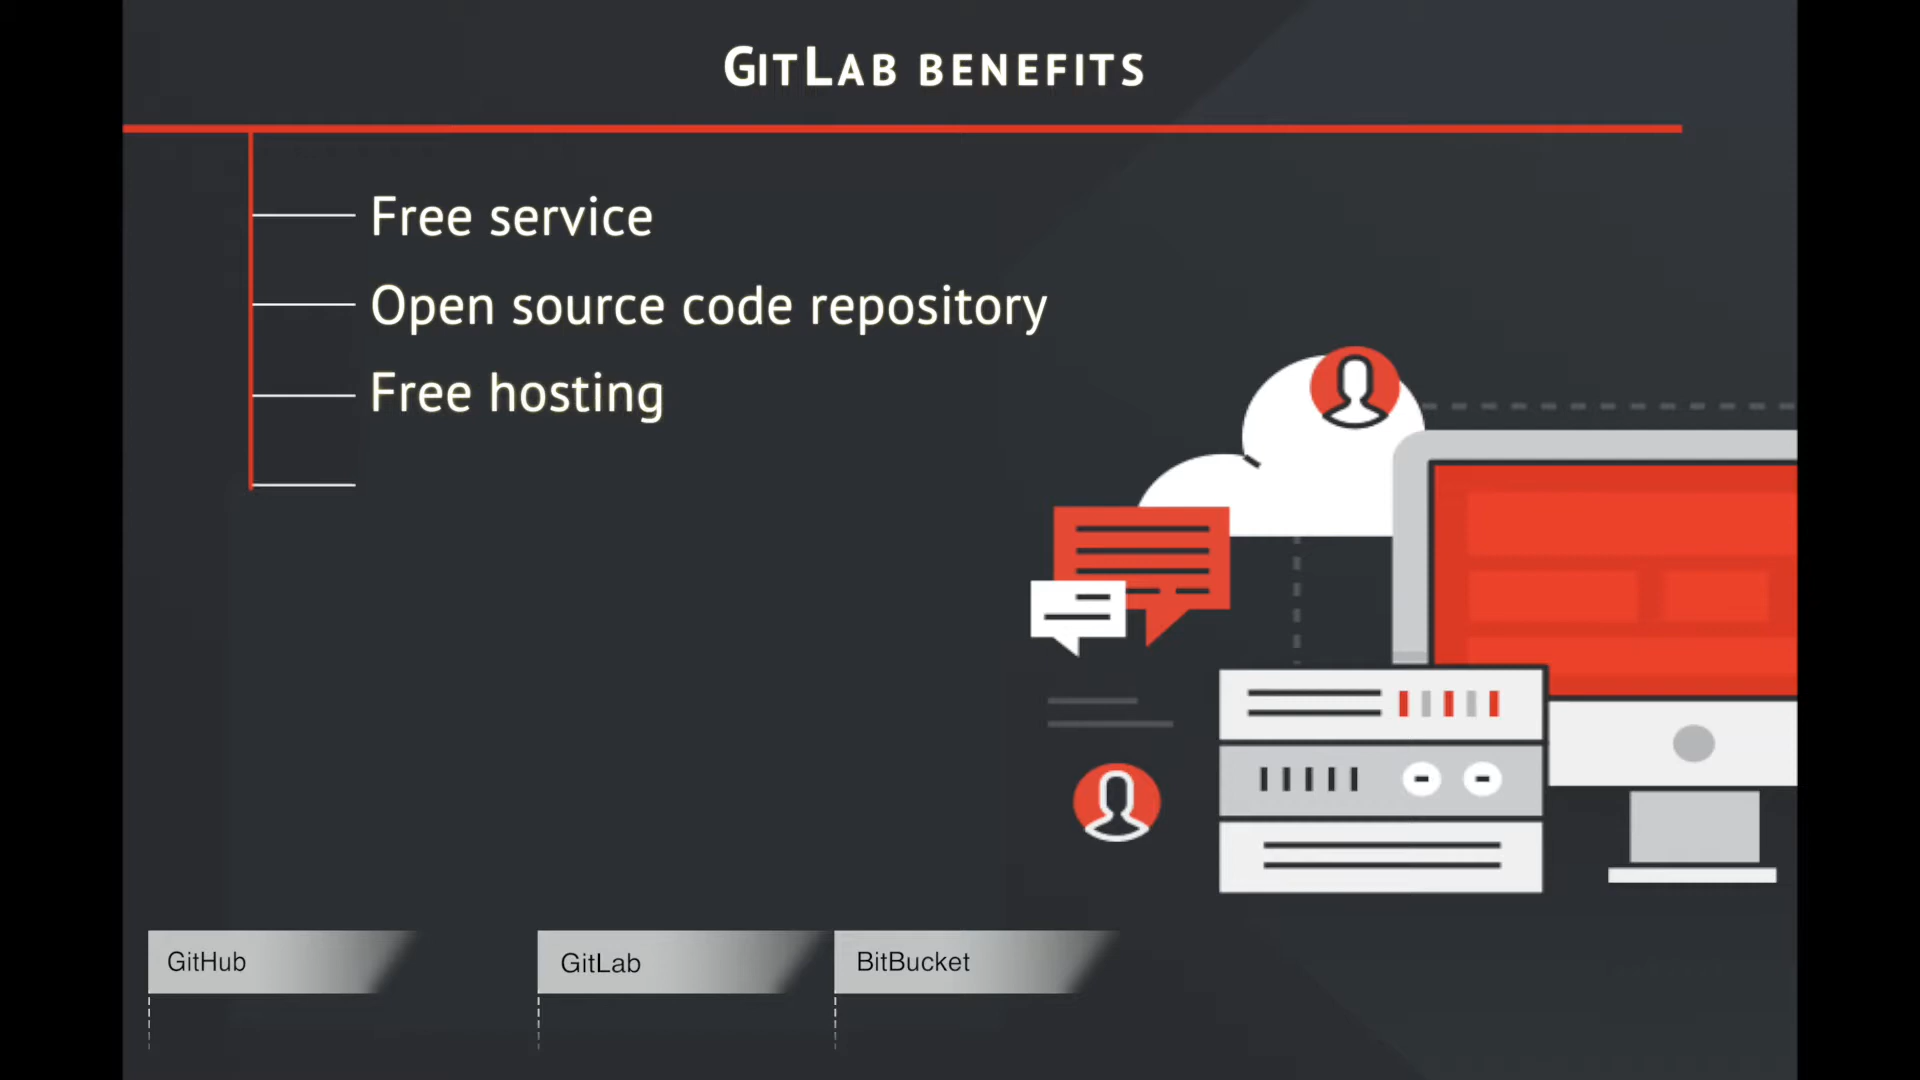 GITLAB BENEFITS
Free service
Open source code repository
Free hosting
GitHub
GitLab
BitBucket